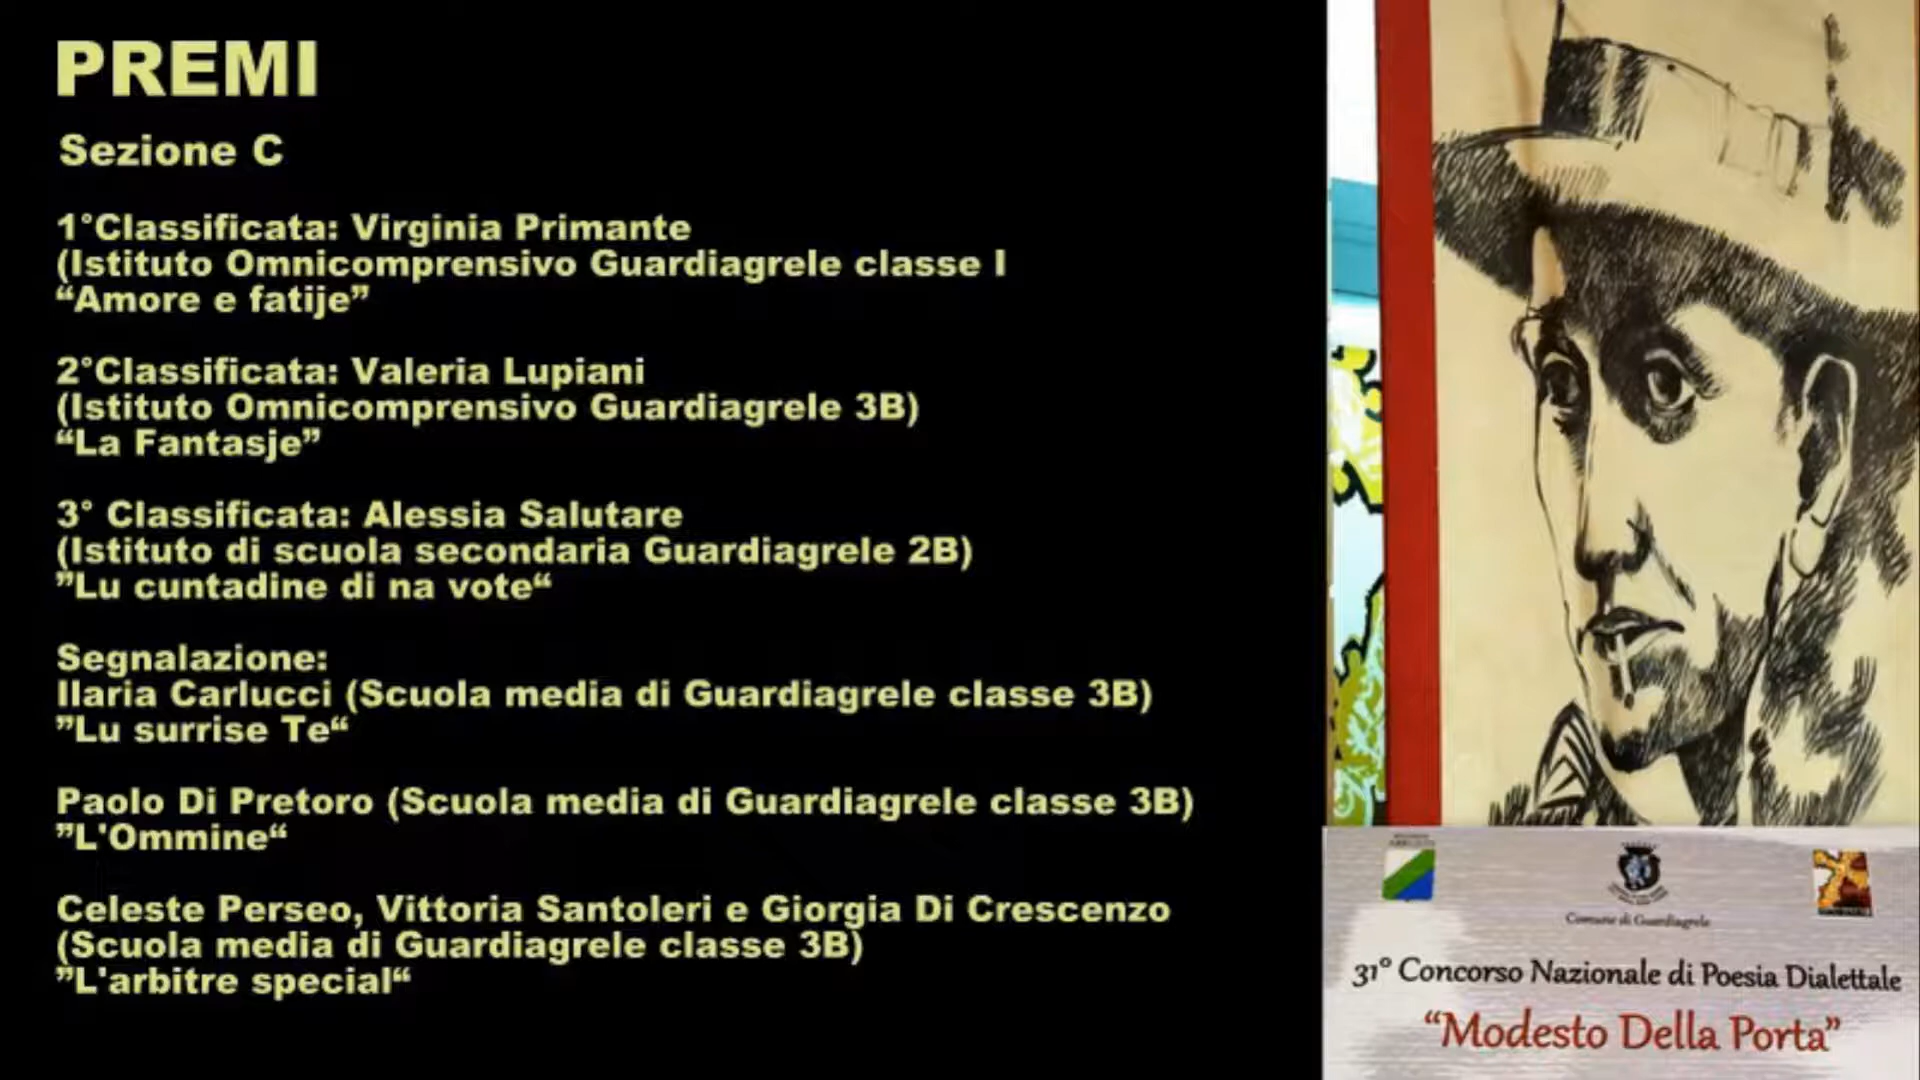 PREMI
Sezione C
1°Classificata: Virginia Primante
(Istituto Omnicomprensivo Guardiagrele classe I
“Amore e fatije”
2°Classificata: Valeria Lupiani
(Istituto Omnicomprensivo Guardiagrele 3B)
“La Fantasje”
3° Classificata: Alessia Salutare
(Istituto di scuola secondaria Guardiagrele 2B)
”Lu cuntadine di na vote“
Segnalazione:
Ilaria Carlucci (Scuola media di Guardiagrele classe 3B)
”Lu surrise Te“
Paolo Di Pretoro (Scuola media di Guardiagrele classe 3B)
”L'Ommine“
Celeste Perseo, Vittoria Santoleri e Giorgia Di Crescenzo
(Scuola media di Guardiagrele classe 3B)
”L'arbitre special“
Comune di Guardiagrele
31° Concorso Nazionale di Poesia Dialettale
“Modesto Della Porta”